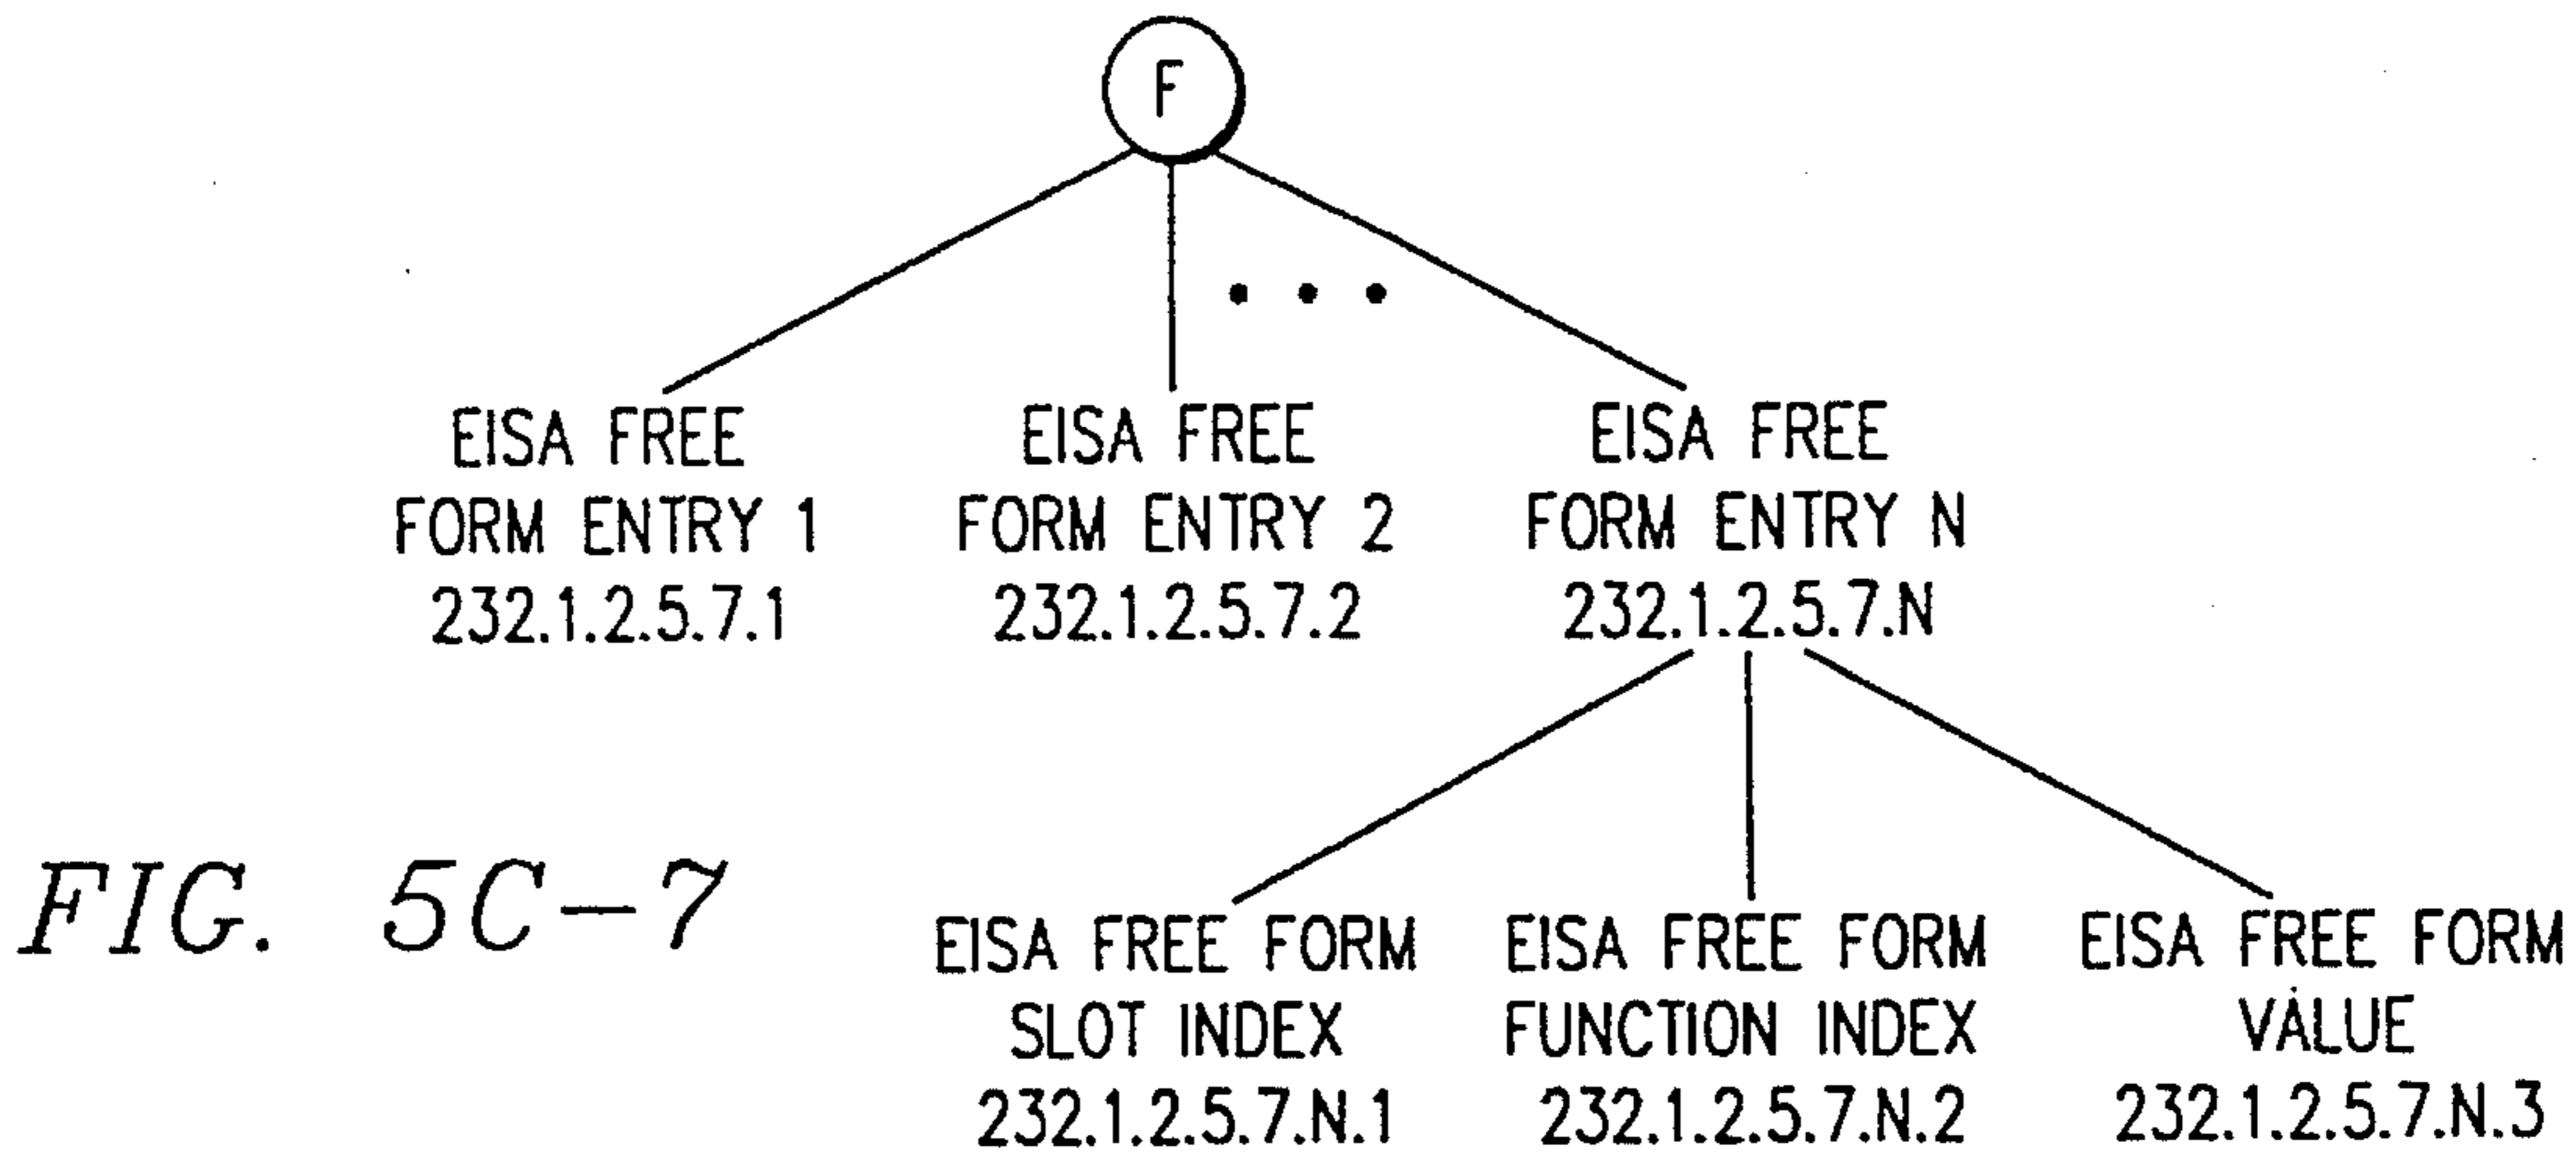 F
EISA FREE
FORM ENTRY 1
232.1.2.5.7.1
EISA FREE
FORM ENTRY 2
232.1.2.5.7.2
EISA FREE
FORM ENTRY N
232.1.2.5.7.N
FIG. 5C-7
EISA FREE FORM
SLOT INDEX
232.1.2.5.7.N.1
EISA FREE FORM
FUNCTION INDEX
232.1.2.5.7.N.2
EISA FREE FORM
VALUE
232.1.2.5.7.N.3